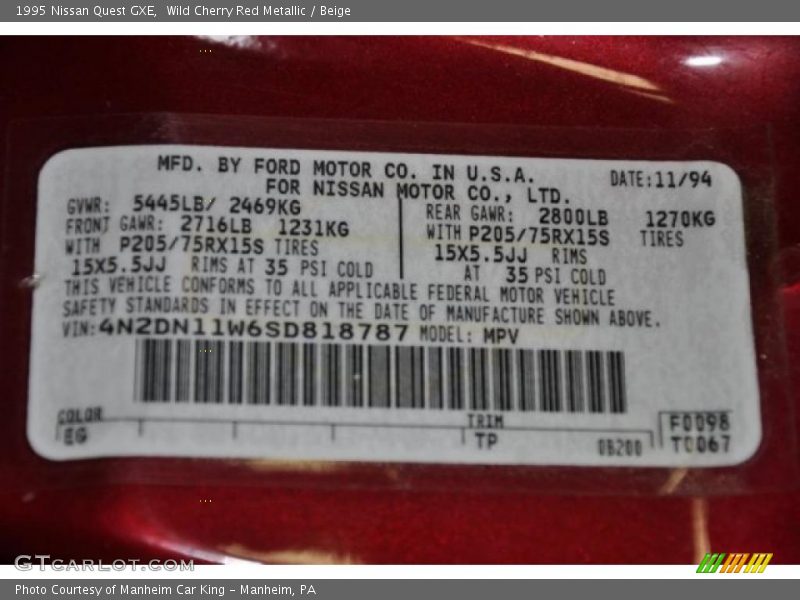 1995 Nissan Quest GXE,  Wild Cherry Red Metallic / Beige
MFD. BY FORD MOTOR CO. IN U.S.A.
FOR NISSAN MOTOR CO., LTD.
DATE:11/94
GVWR: 5445LB/ 2469KG
FRONT GAWR: 2716LB 1231KG
WITH P205/75RX15S TIRES
15X5.5JJ RIMS AT 35 PSI COLD
REAR GAWR: 2800LB 1270KG
WITH P205/75RX15S TIRES
15X5.5JJ RIMS
AT 35 PSI COLD
THIS VEHICLE CONFORMS TO ALL APPLICABLE FEDERAL MOTOR VEHICLE
SAFETY STANDARDS IN EFFECT ON THE DATE OF MANUFACTURE SHOWN ABOVE.
VIN:4N2DN11W6SD818787 MODEL: MPV
COLOR TRIM F0098
EG TP 0B200 T0067
GTCARLOT.COM
Photo Courtesy of Manheim Car King - Manheim, PA